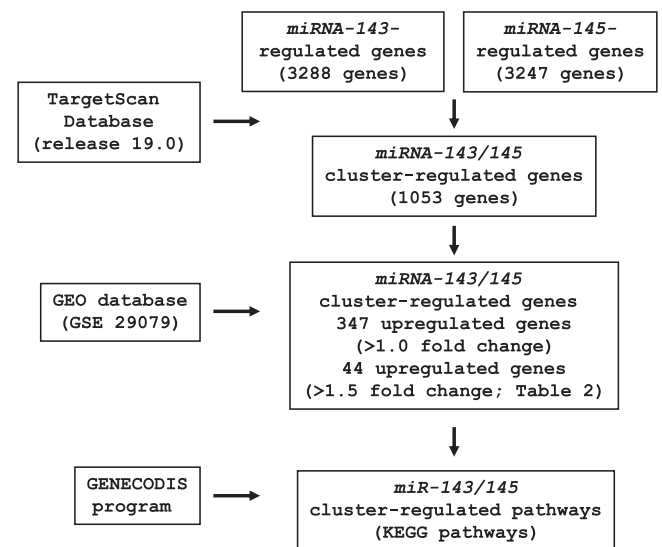 miRNA-143-
regulated genes
(3288 genes)
miRNA-145-
regulated genes
(3247 genes)
TargetScan
Database
(release 19.0)
miRNA-143/145
cluster-regulated genes
(1053 genes)
GEO database
(GSE 29079)
miRNA-143/145
cluster-regulated genes
347 upregulated genes
(>1.0 fold change)
44 upregulated genes
(>1.5 fold change; Table 2)
GENECODIS
program
miR-143/145
cluster-regulated pathways
(KEGG pathways)